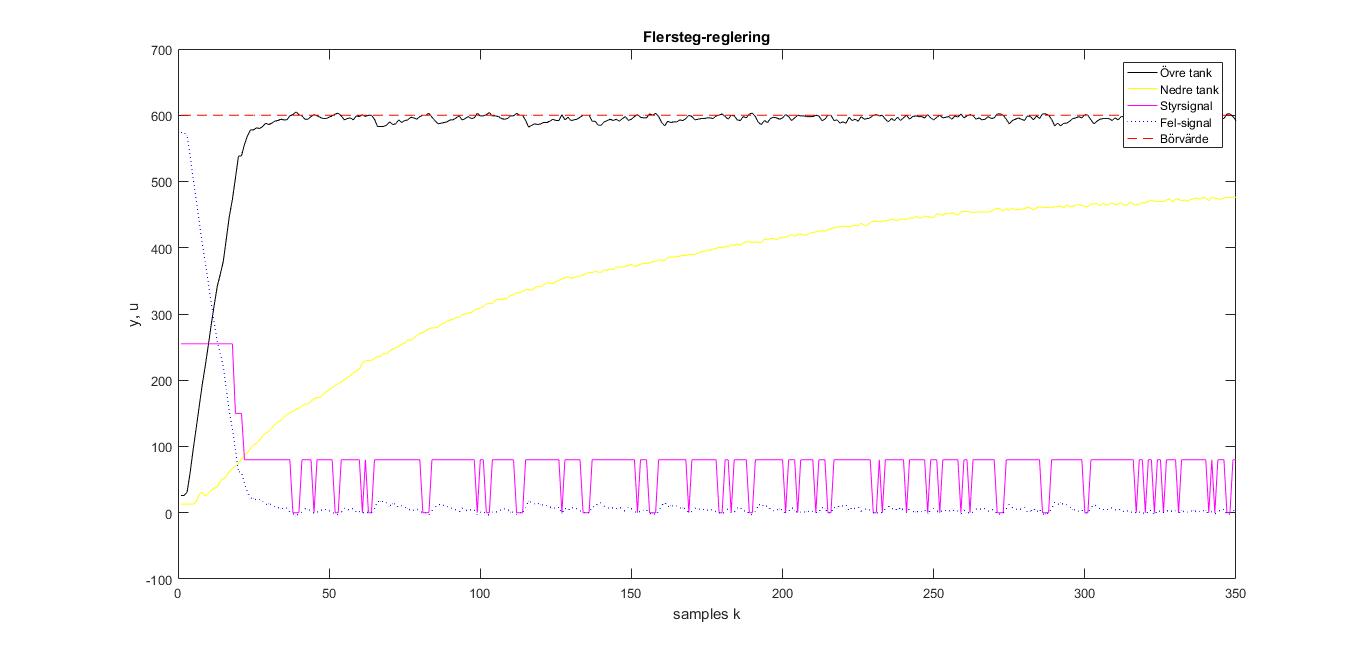 Flersteg-reglering
700
600
500
400
300
200
100
0
-100
y, u
0 50 100 150 200 250 300 350
samples k
Övre tank
Nedre tank
Styrsignal
Fel-signal
Börvärde